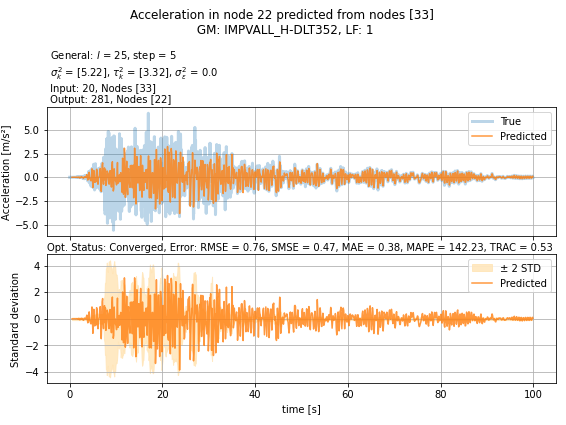 Acceleration in node 22 predicted from nodes [33]
GM: IMPVALL_H-DLT352, LF: 1
General: l = 25, step = 5
σ²ₖ = [5.22], τ²ₖ = [3.32], σ²ε = 0.0
Input: 20, Nodes [33]
Output: 281, Nodes [22]
Acceleration [m/s²]
5.0
2.5
0.0
−2.5
−5.0
True
Predicted
Opt. Status: Converged, Error: RMSE = 0.76, SMSE = 0.47, MAE = 0.38, MAPE = 142.23, TRAC = 0.53
Standard deviation
4
2
0
−2
−4
± 2 STD
Predicted
0 20 40 60 80 100
time [s]